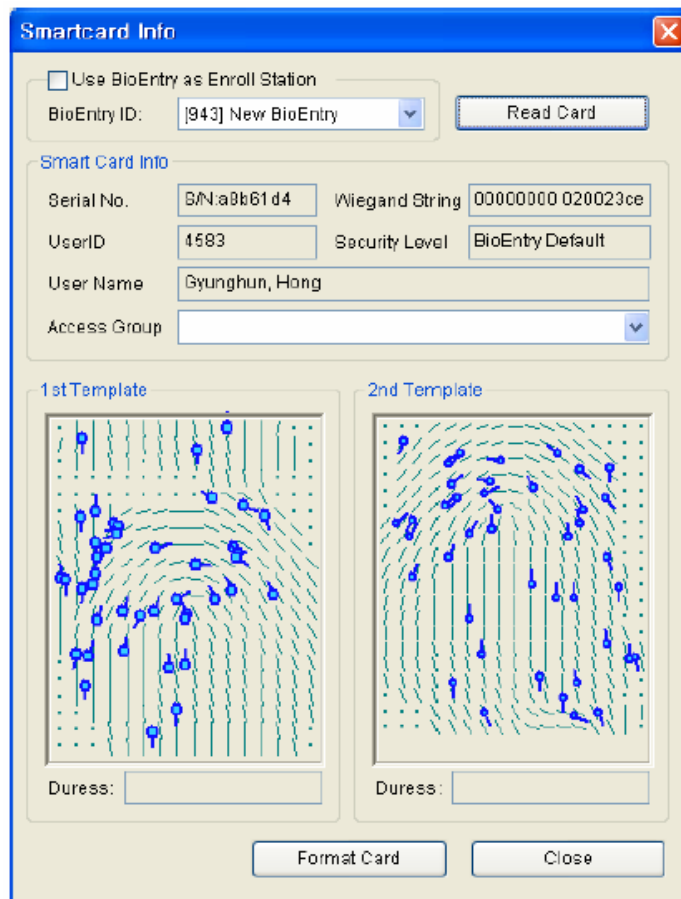 Smartcard Info
Use BioEntry as Enroll Station
BioEntry ID: [943] New BioEntry Read Card
Smart Card Info
Serial No. S/N:a8b61d4 Wiegand String 00000000 020023ce
UserID 4583 Security Level BioEntry Default
User Name Gyunghun, Hong
Access Group
1st Template 2nd Template
Duress: Duress:
Format Card Close